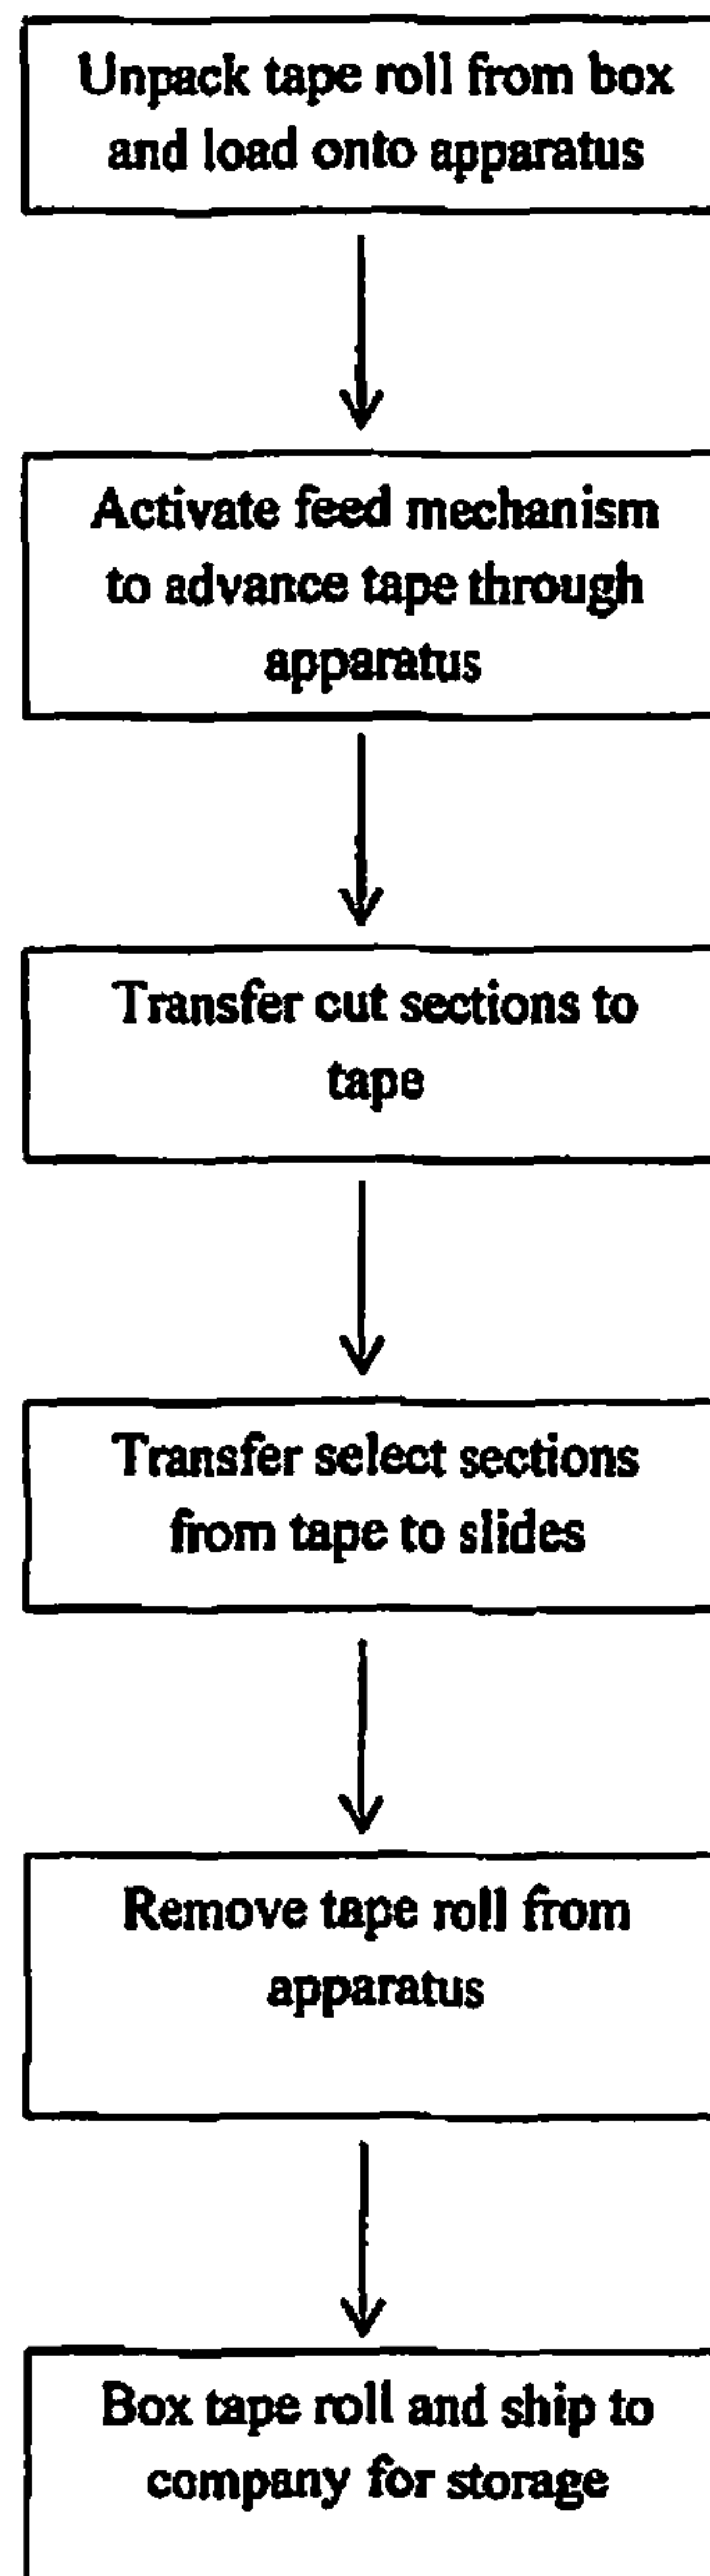 Unpack tape roll from box
and load onto apparatus
Activate feed mechanism
to advance tape through
apparatus
Transfer cut sections to
tape
Transfer select sections
from tape to slides
Remove tape roll from
apparatus
Box tape roll and ship to
company for storage